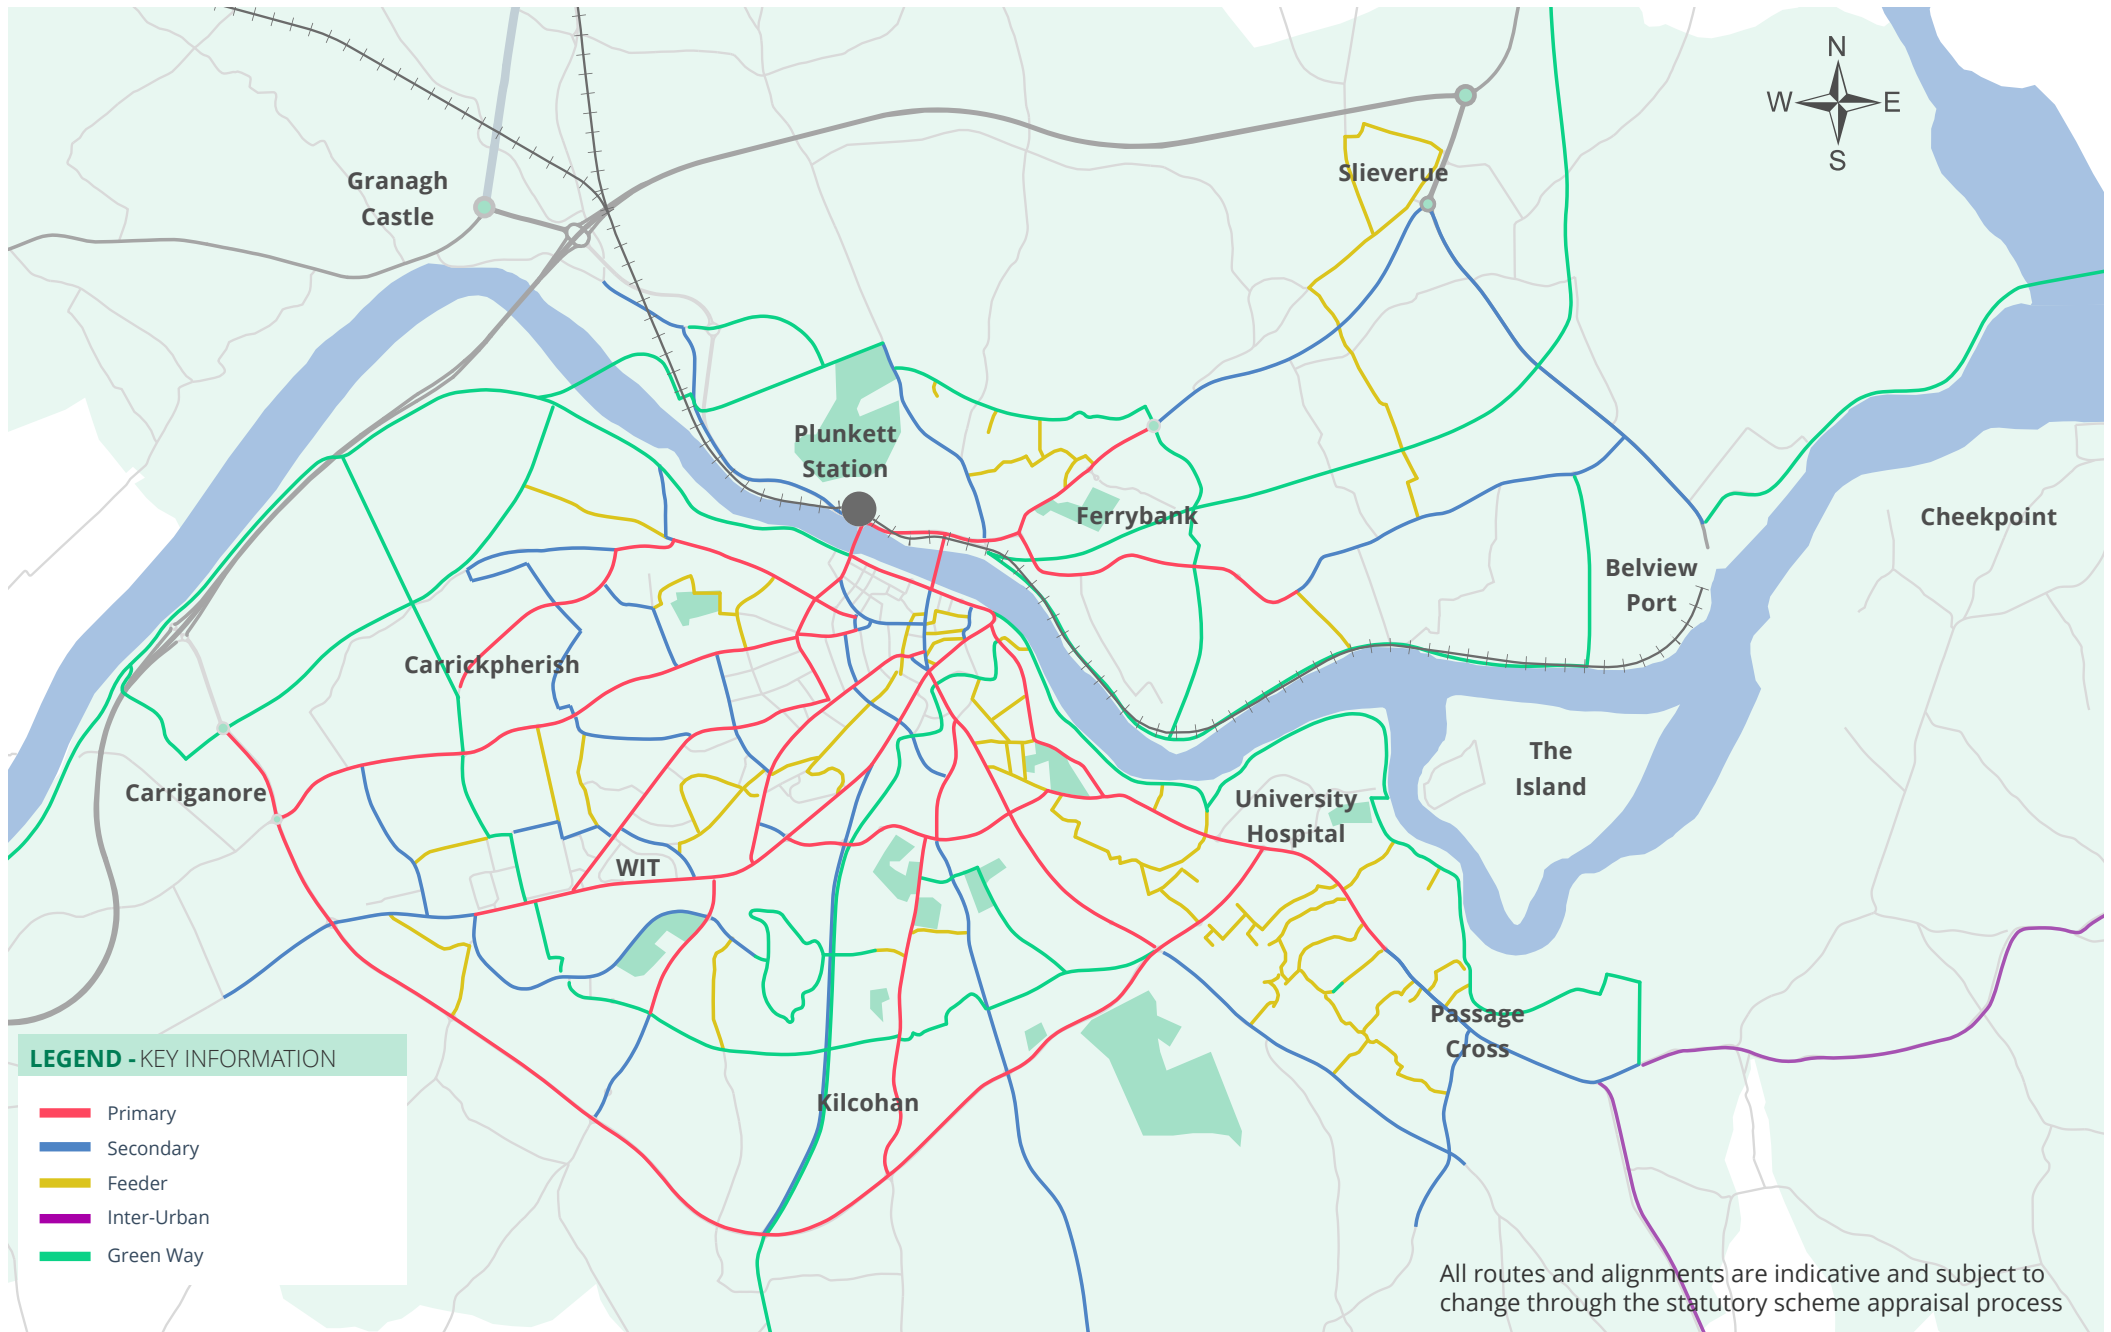 N
W
E
S
Granagh
Castle
Slieverue
Plunkett
Station
Ferrybank
Cheekpoint
Belview
Port
Carrickpherish
The
Island
Carriganore
University
Hospital
WIT
Passage
Cross
Kilcohan
LEGEND - KEY INFORMATION
Primary
Secondary
Feeder
Inter-Urban
Green Way
All routes and alignments are indicative and subject to
change through the statutory scheme appraisal process